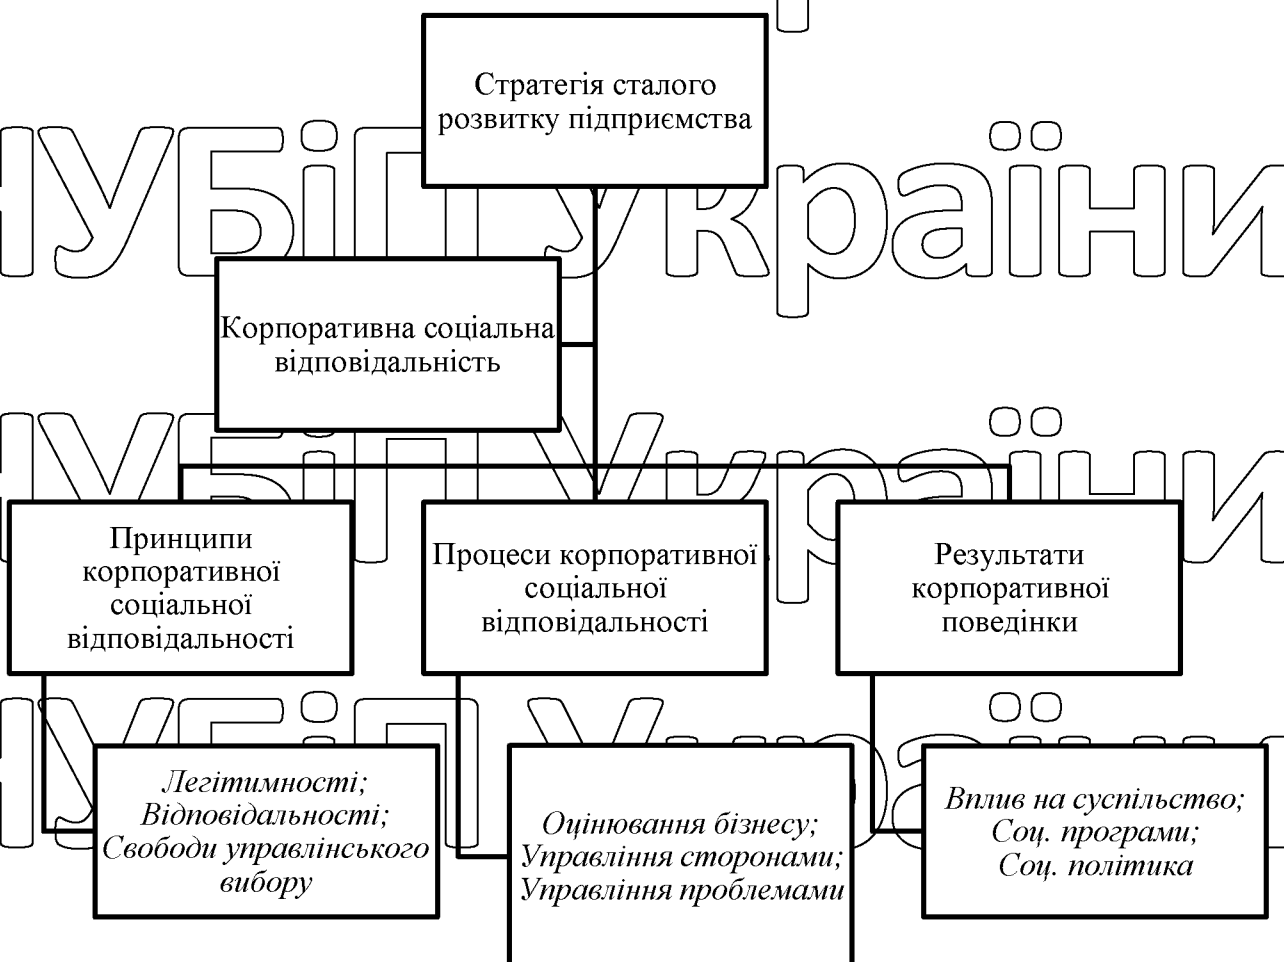 Стратегія сталого
розвитку підприємства
НУБіП України
Корпоративна соціальна
відповідальність
НУБіП України
Принципи
корпоративної
соціальної
відповідальності
Процеси корпоративної
соціальної
відповідальності
Результати
корпоративної
поведінки
НУБіП України
Легітимності;
Відповідальності;
Свободи управлінського
вибору
Оцінювання бізнесу;
Управління сторонами;
Управління проблемами
Вплив на суспільство;
Соц. програми;
Соц. політика